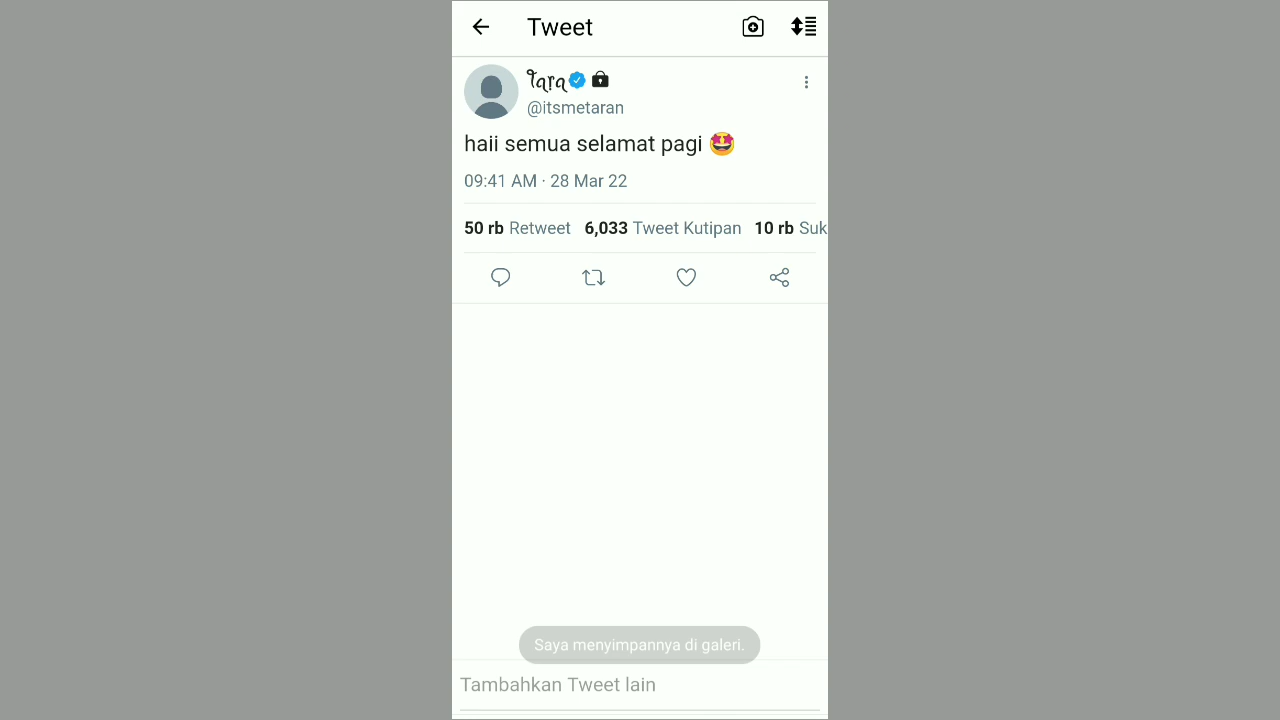 Tweet
Tara
@itsmetaran
haii semua selamat pagi 🤩
09:41 AM · 28 Mar 22
50 rb Retweet 6,033 Tweet Kutipan 10 rb Suk
Saya menyimpannya di galeri.
Tambahkan Tweet lain